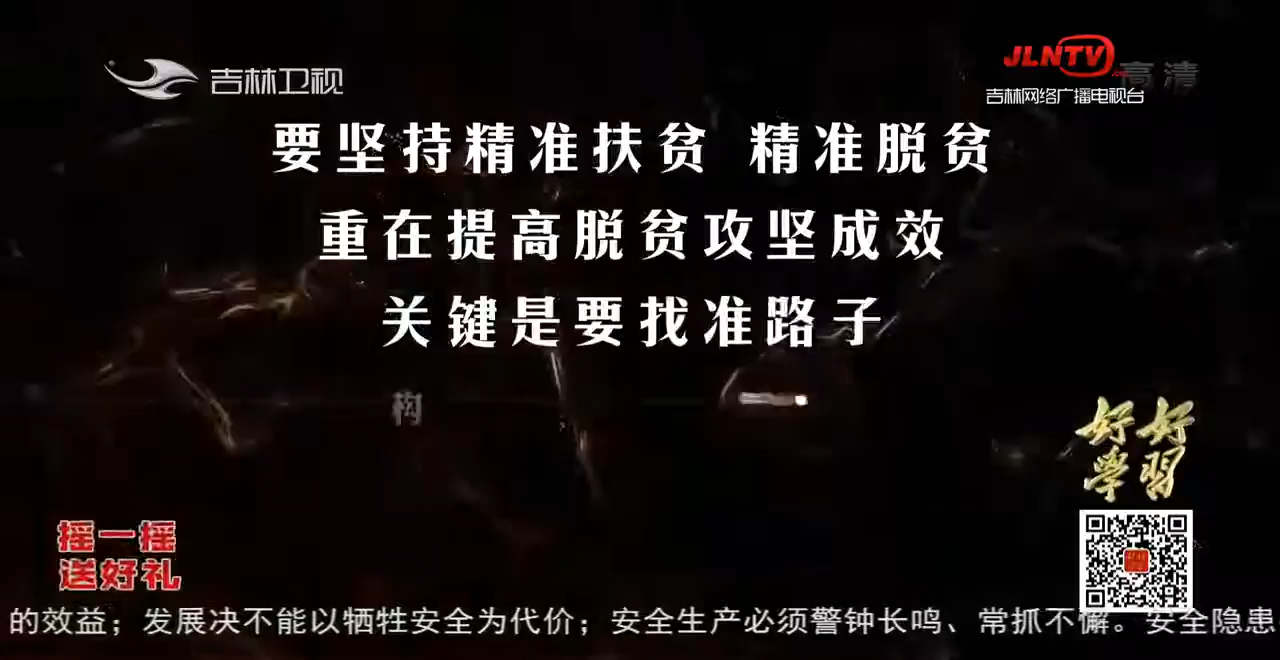 吉林卫视
JLNTV
高清
吉林网络广播电视台
要坚持精准扶贫 精准脱贫
重在提高脱贫攻坚成效
关键是要找准路子
构
好好
學習
摇一摇
送好礼
的效益；发展决不能以牺牲安全为代价；安全生产必须警钟长鸣、常抓不懈。安全隐患